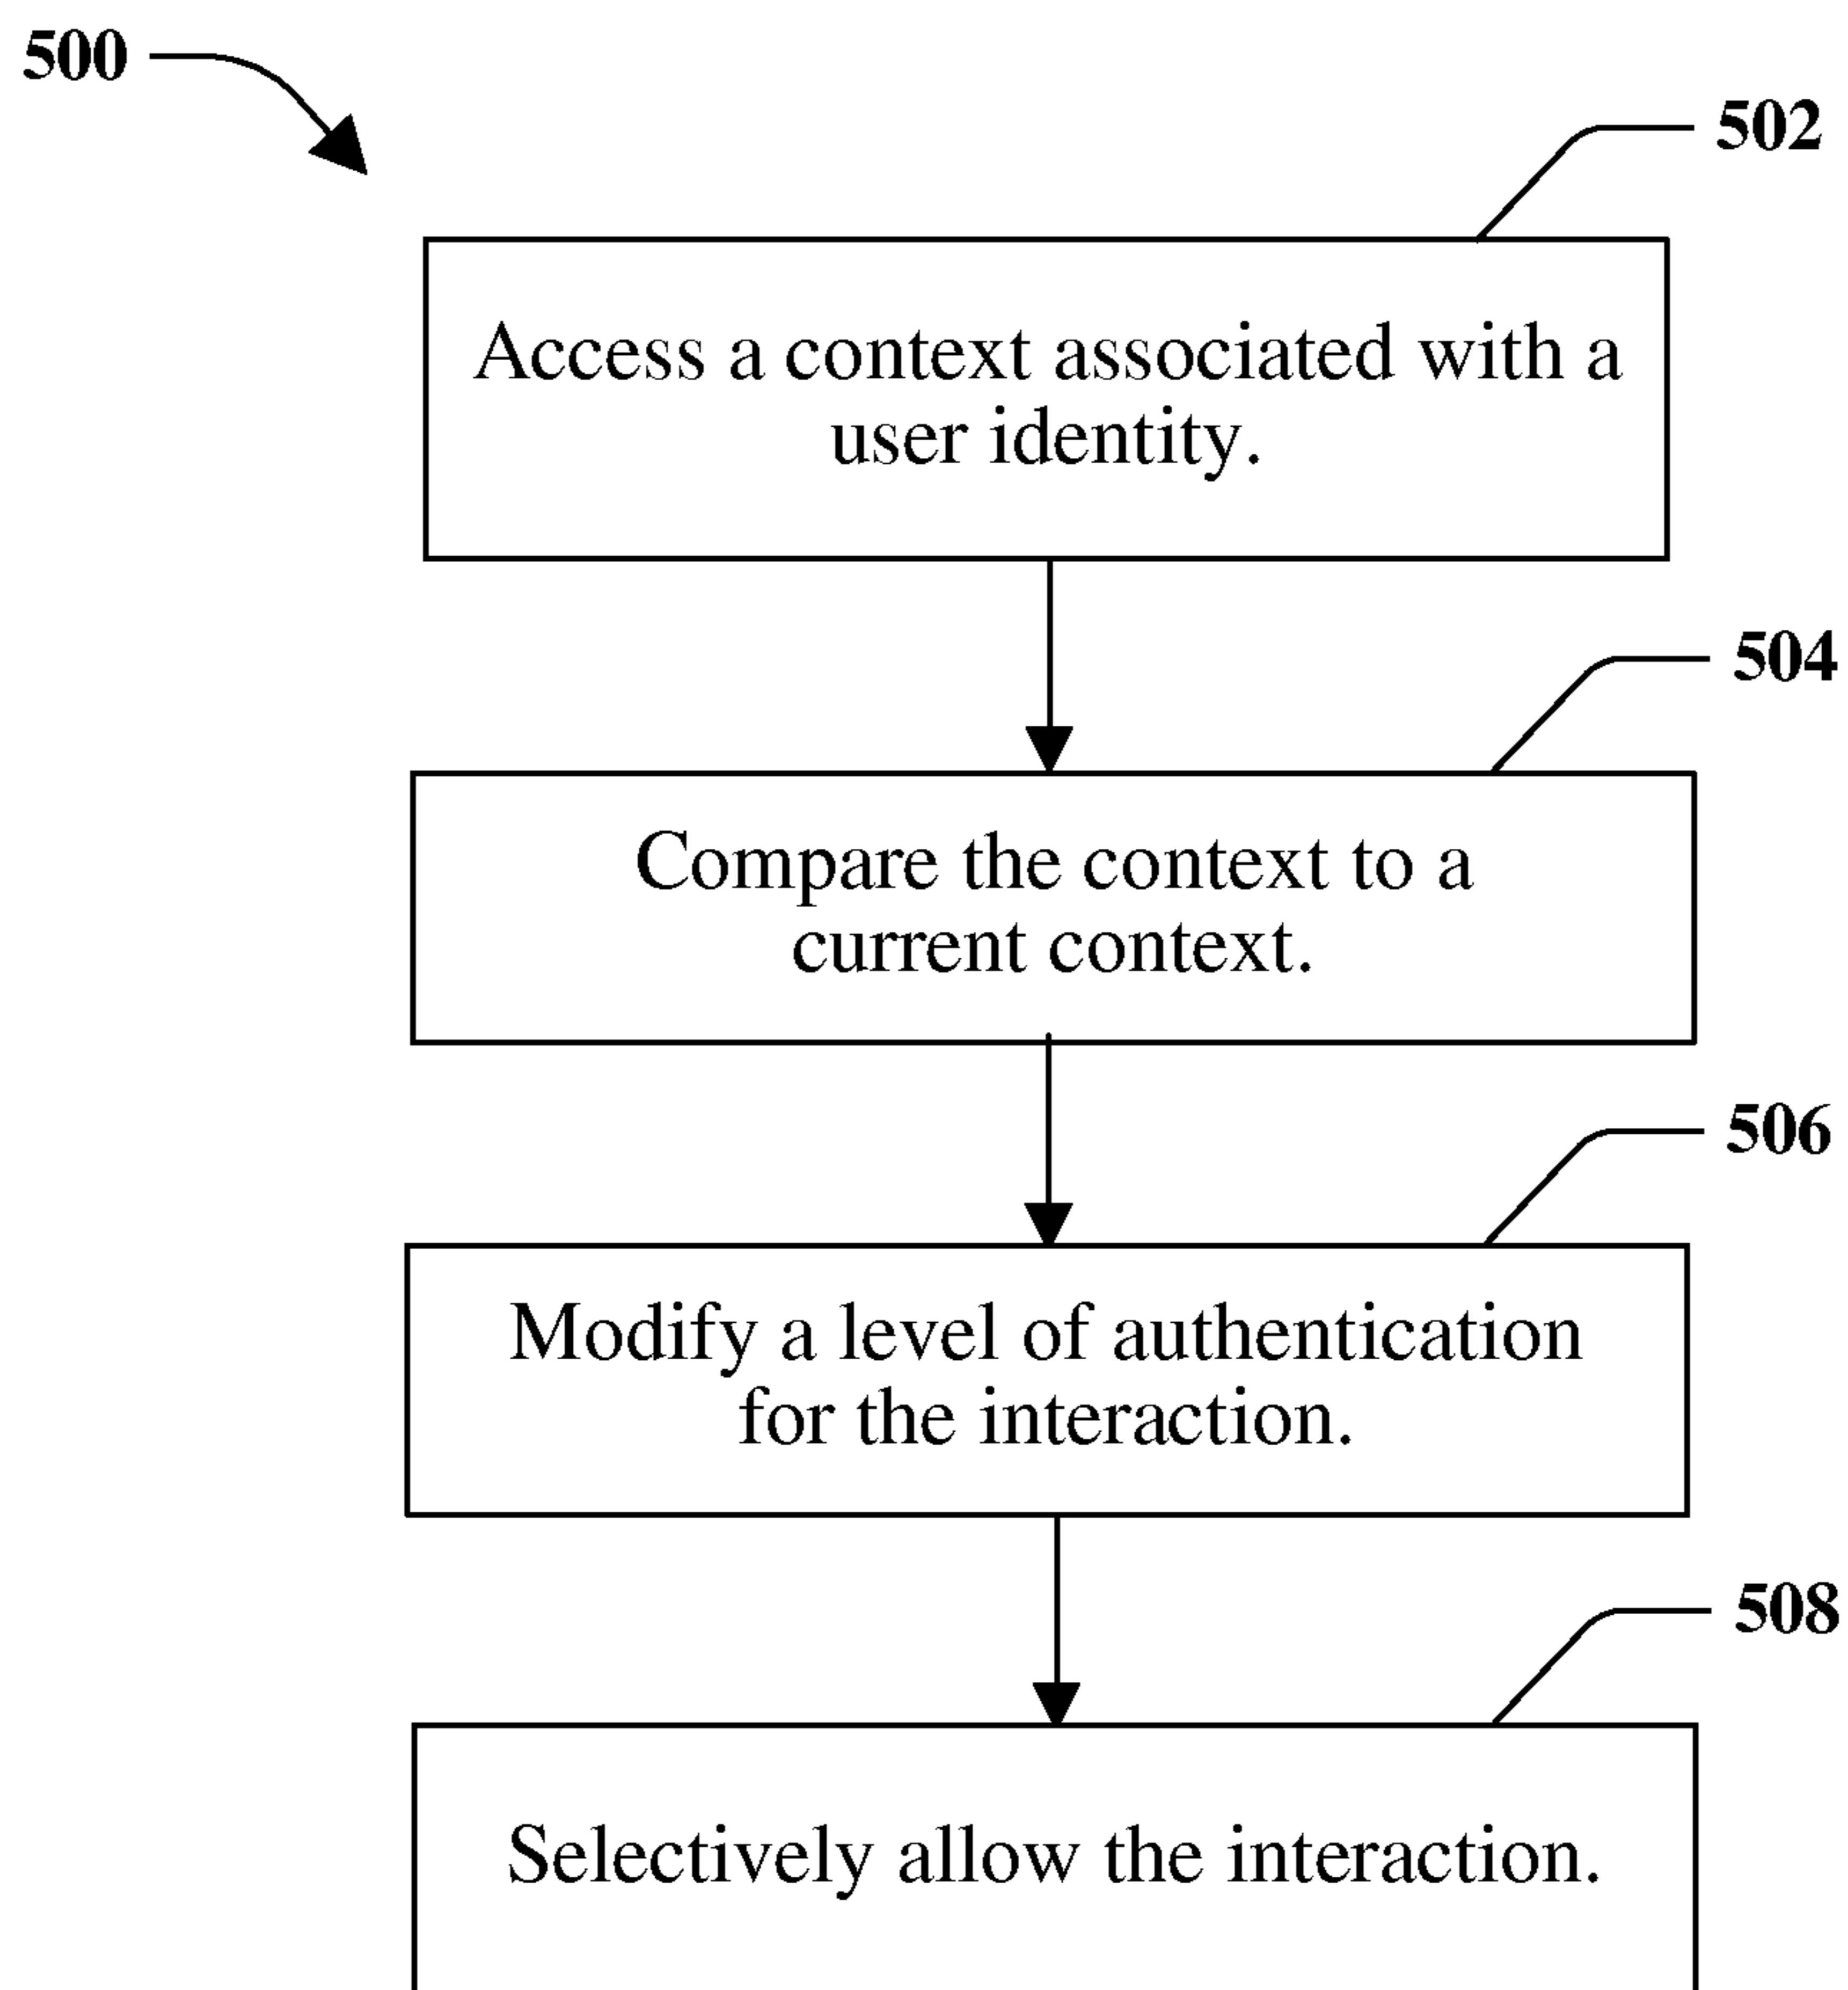 500
502
Access a context associated with a
user identity.
504
Compare the context to a
current context.
506
Modify a level of authentication
for the interaction.
508
Selectively allow the interaction.